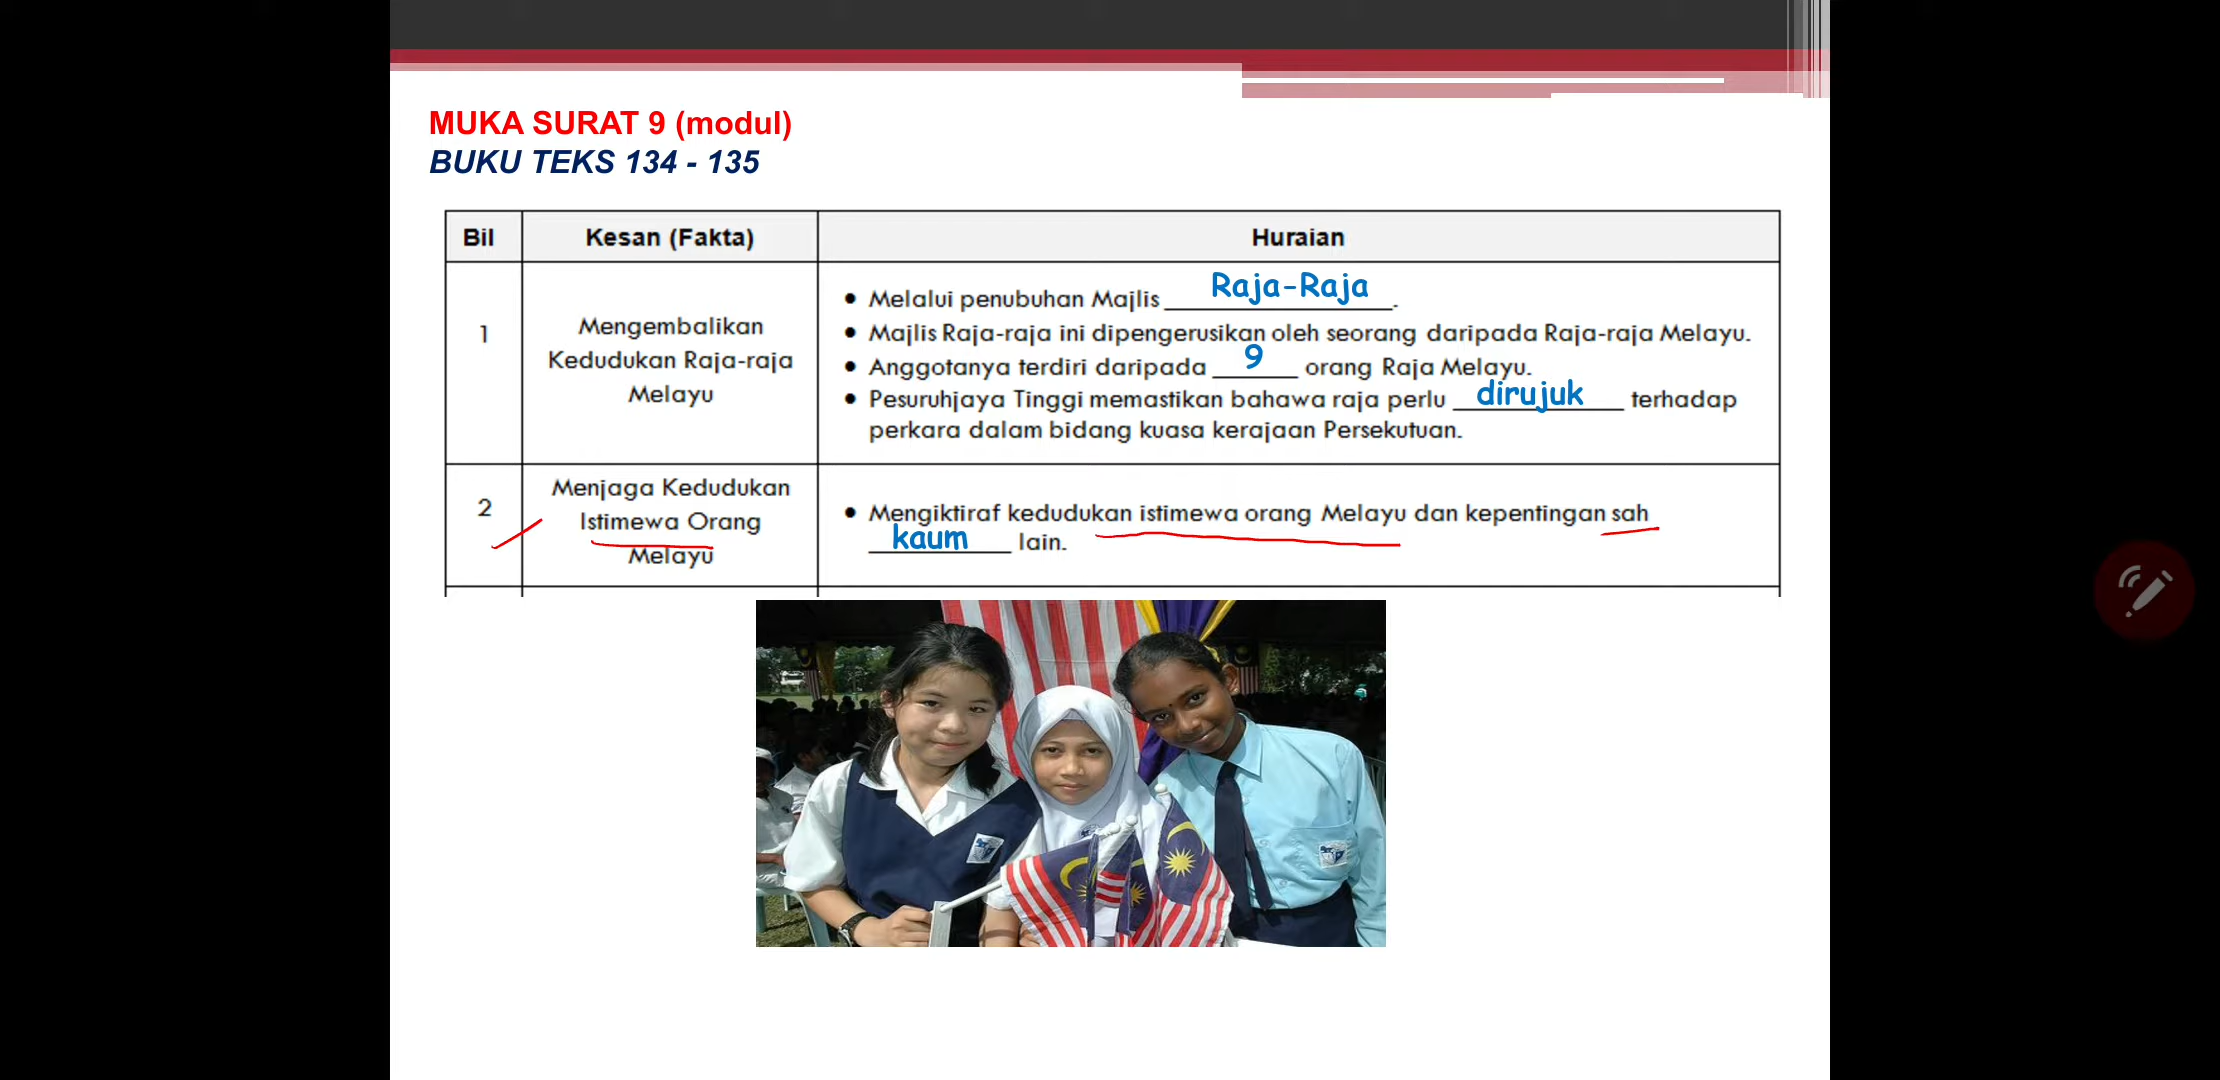 MUKA SURAT 9 (modul)
BUKU TEKS 134 - 135
Bil Kesan (Fakta) Huraian
1
Mengembalikan
Kedudukan Raja-raja
Melayu
• Melalui penubuhan Majlis Raja-Raja.
• Majlis Raja-raja ini dipengerusikan oleh seorang daripada Raja-raja Melayu.
• Anggotanya terdiri daripada 9 orang Raja Melayu.
• Pesuruhjaya Tinggi memastikan bahawa raja perlu dirujuk terhadap
perkara dalam bidang kuasa kerajaan Persekutuan.
2
Menjaga Kedudukan
Istimewa Orang
Melayu
• Mengiktiraf kedudukan istimewa orang Melayu dan kepentingan sah
kaum lain.